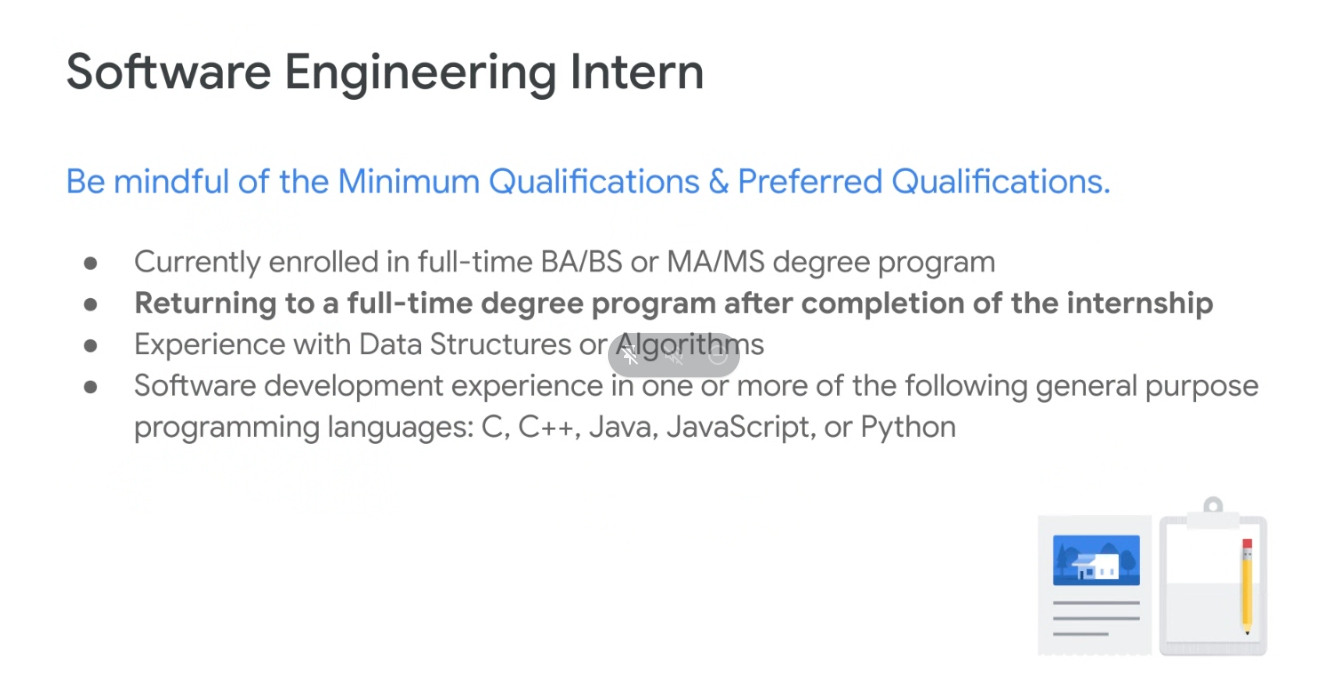 Software Engineering Intern
Be mindful of the Minimum Qualifications & Preferred Qualifications.
● Currently enrolled in full-time BA/BS or MA/MS degree program
● Returning to a full-time degree program after completion of the internship
● Experience with Data Structures or Algorithms
● Software development experience in one or more of the following general purpose
programming languages: C, C++, Java, JavaScript, or Python